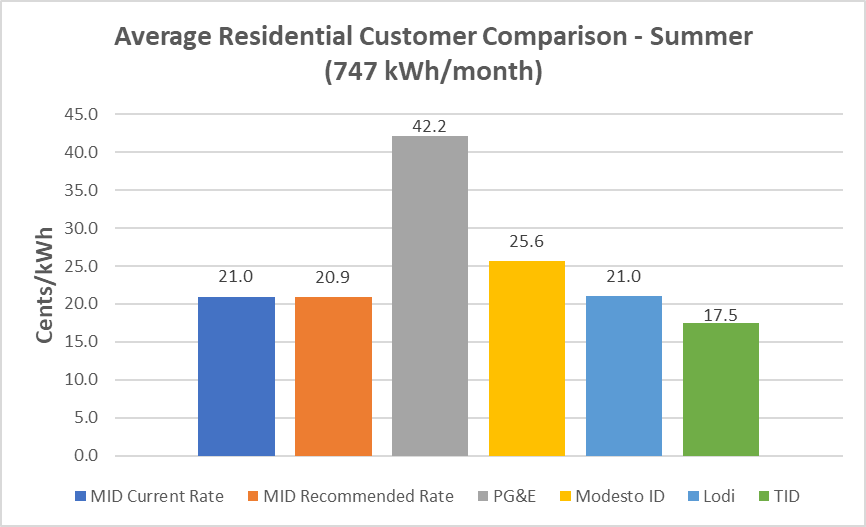 Average Residential Customer Comparison - Summer
(747 kWh/month)
Cents/kWh
45.0
40.0
35.0
30.0
25.0
20.0
15.0
10.0
5.0
0.0
21.0
20.9
42.2
25.6
21.0
17.5
MID Current Rate
MID Recommended Rate
PG&E
Modesto ID
Lodi
TID